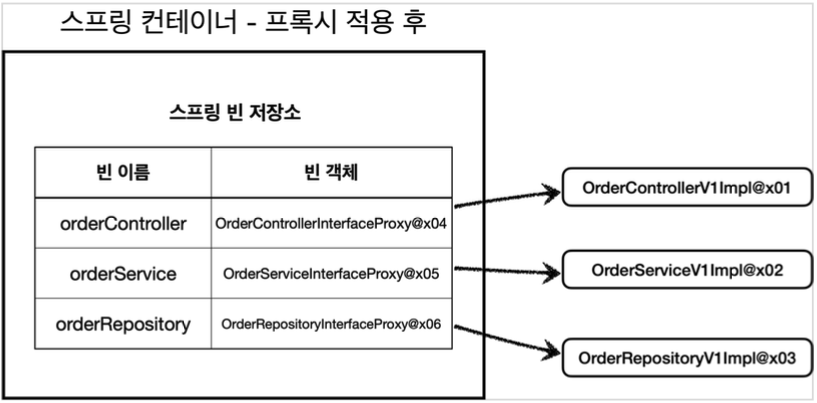 스프링 컨테이너 - 프록시 적용 후
스프링 빈 저장소
빈 이름 빈 객체
orderController OrderControllerInterfaceProxy@x04
orderService OrderServiceInterfaceProxy@x05
orderRepository OrderRepositoryInterfaceProxy@x06
OrderControllerV1Impl@x01
OrderServiceV1Impl@x02
OrderRepositoryV1Impl@x03